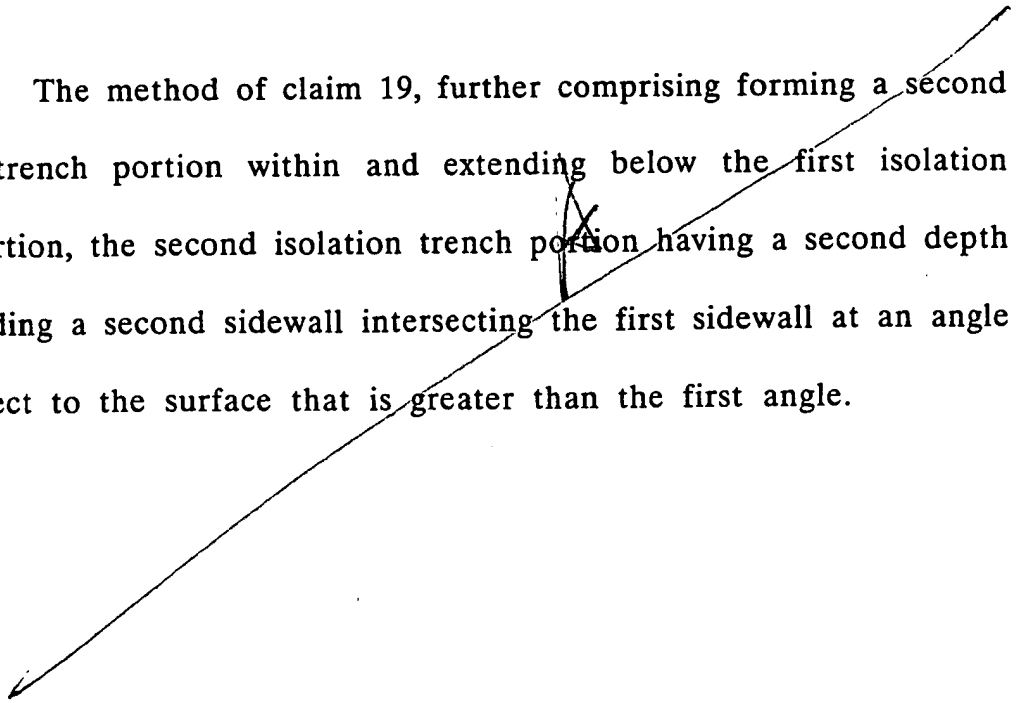 The method of claim 19, further comprising forming a second
trench portion within and extending below the first isolation
rtion, the second isolation trench portion having a second depth
ding a second sidewall intersecting the first sidewall at an angle
ect to the surface that is greater than the first angle.